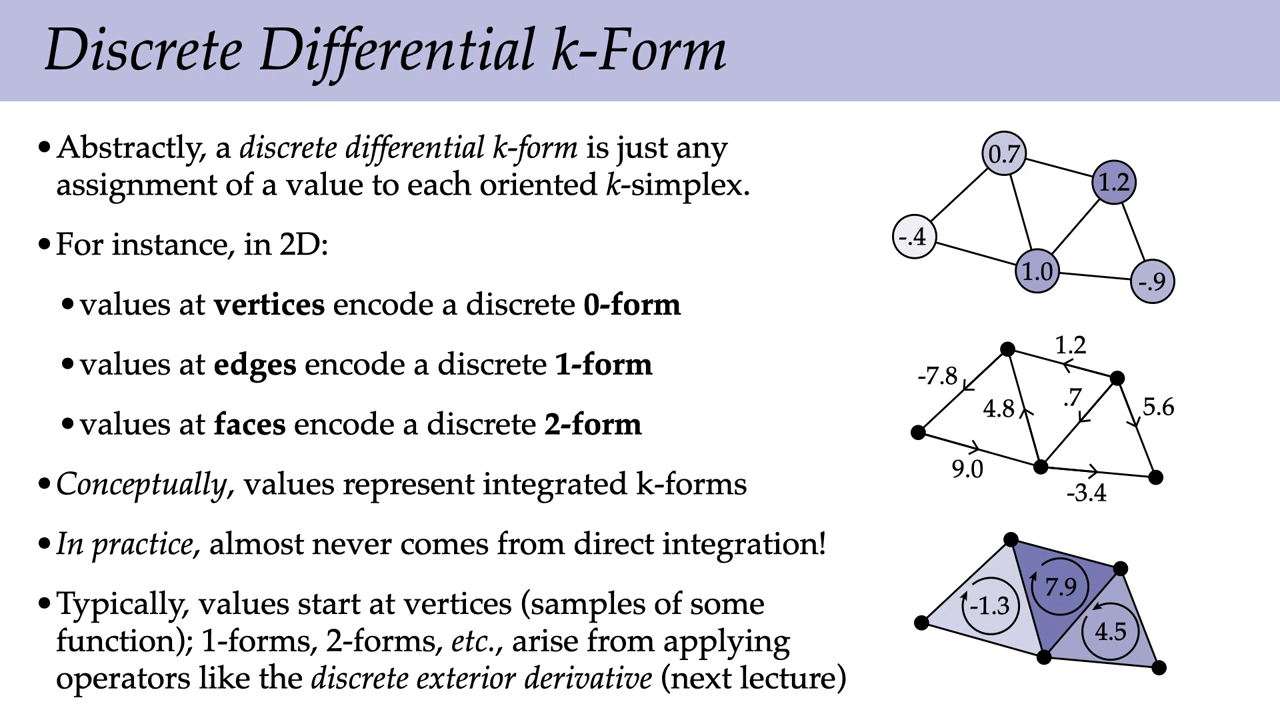 Discrete Differential k-Form
•Abstractly, a discrete differential k-form is just any
assignment of a value to each oriented k-simplex.
•For instance, in 2D:
•values at vertices encode a discrete 0-form
•values at edges encode a discrete 1-form
•values at faces encode a discrete 2-form
•Conceptually, values represent integrated k-forms
•In practice, almost never comes from direct integration!
•Typically, values start at vertices (samples of some
function); 1-forms, 2-forms, etc., arise from applying
operators like the discrete exterior derivative (next lecture)
0.7
1.2
-.4
1.0
-.9
1.2
-7.8
4.8
.7
5.6
9.0
-3.4
7.9
-1.3
4.5